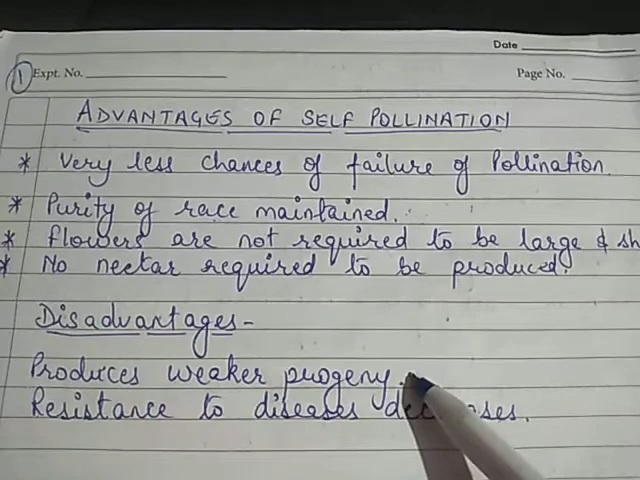 Date
1 Expt. No.
Page No.
ADVANTAGES OF SELF POLLINATION
* Very less chances of failure of Pollination.
* Purity of race maintained.
* Flowers are not required to be large & sh
* No nectar required to be produced.
Disadvantages -
Produces weaker progeny.
Resistance to diseases